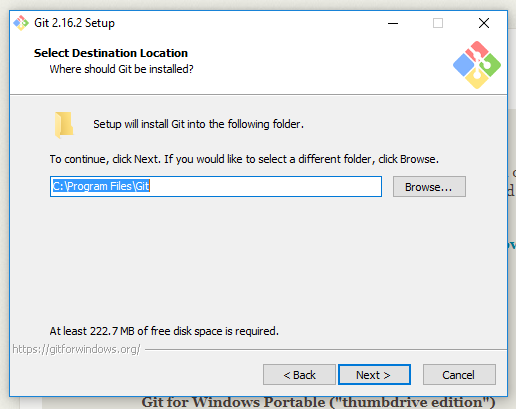 Git 2.16.2 Setup
Select Destination Location
Where should Git be installed?
Setup will install Git into the following folder.
To continue, click Next. If you would like to select a different folder, click Browse.
C:\Program Files\Git
Browse...
At least 222.7 MB of free disk space is required.
https://gitforwindows.org/
< Back
Next >
Cancel
Git for Windows Portable ("thumbdrive edition")